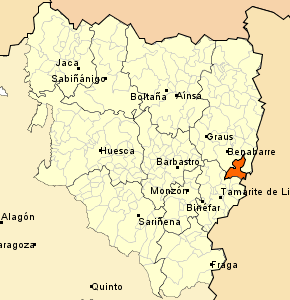 Jaca
Sabiñánigo
Boltaña
Aínsa
Graus
Huesca
Benabarre
Barbastro
Monzón
Tamarite de Li
Binéfar
Sariñena
Alagón
aragoza
Fraga
Quinto